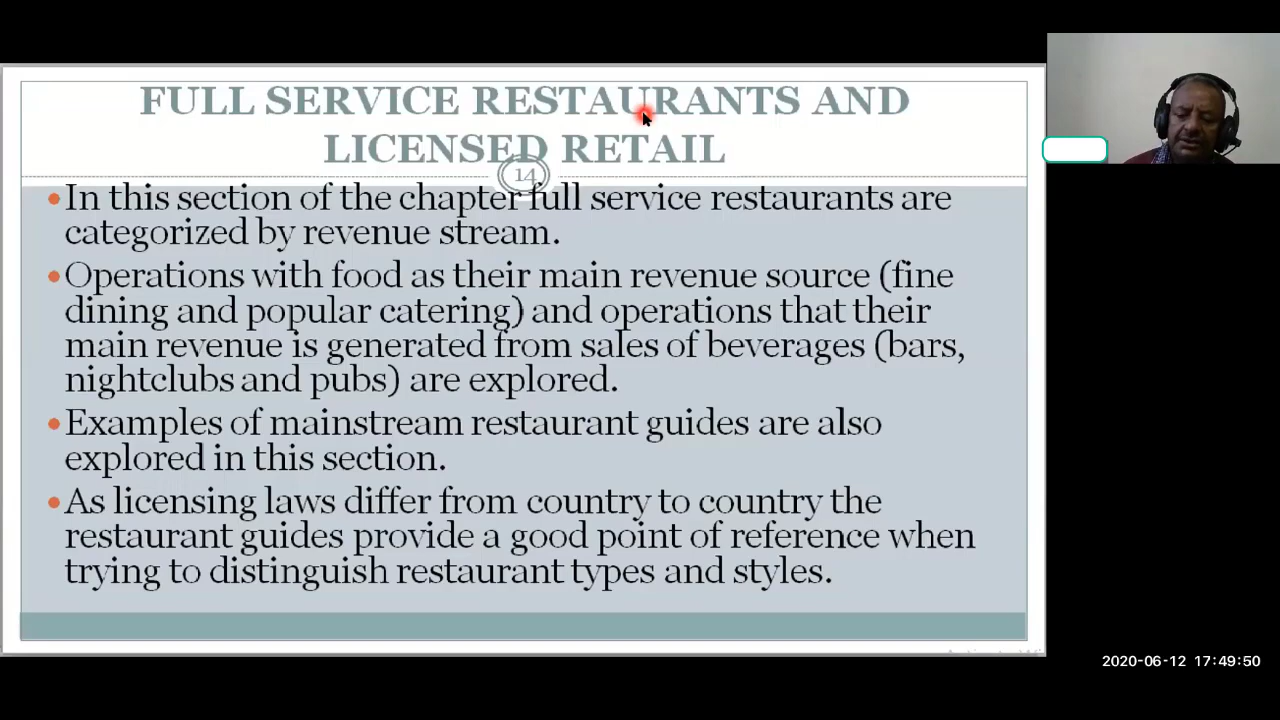 FULL SERVICE RESTAURANTS AND
LICENSED RETAIL
14
In this section of the chapter full service restaurants are
categorized by revenue stream.
Operations with food as their main revenue source (fine
dining and popular catering) and operations that their
main revenue is generated from sales of beverages (bars,
nightclubs and pubs) are explored.
Examples of mainstream restaurant guides are also
explored in this section.
As licensing laws differ from country to country the
restaurant guides provide a good point of reference when
trying to distinguish restaurant types and styles.
2020-06-12 17:49:50